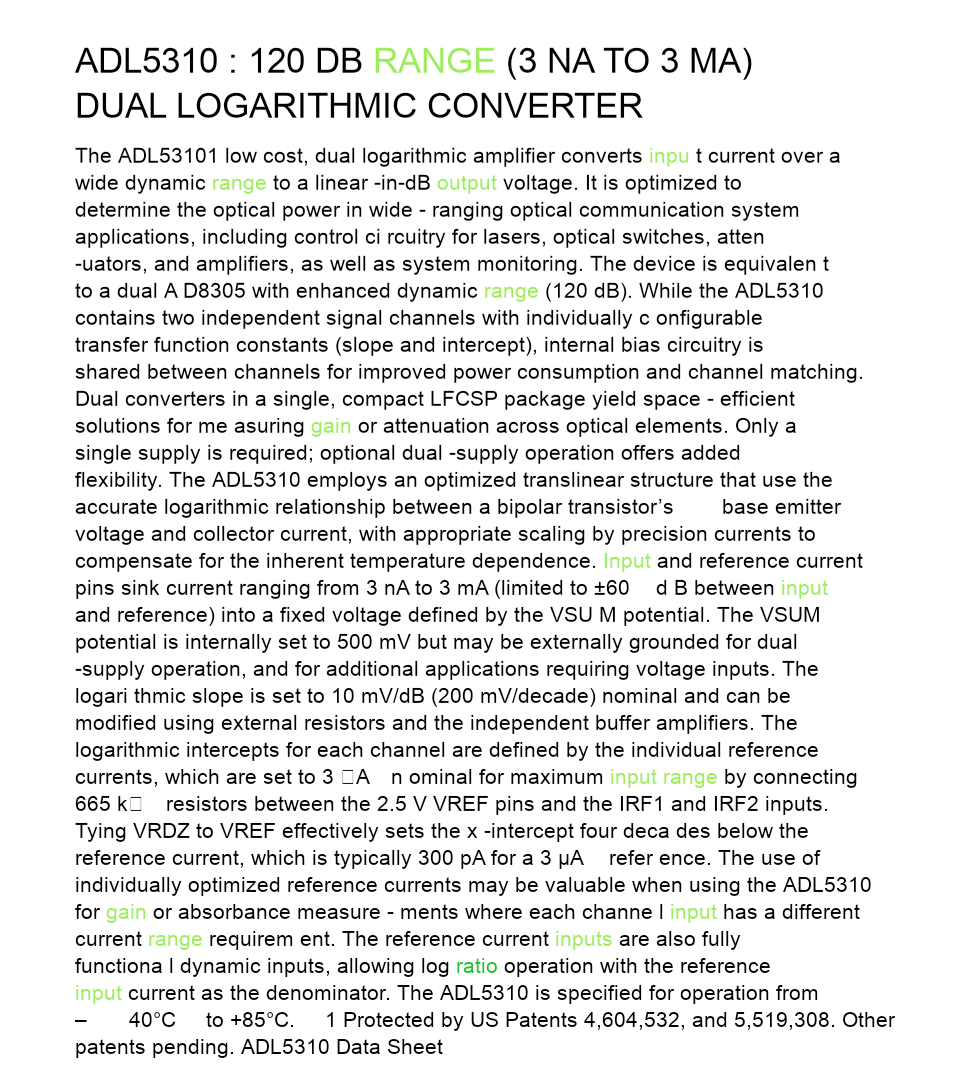 ADL5310 : 120 DB RANGE (3 NA TO 3 MA)
DUAL LOGARITHMIC CONVERTER
The ADL53101 low cost, dual logarithmic amplifier converts inpu t current over a
wide dynamic range to a linear -in-dB output voltage. It is optimized to
determine the optical power in wide - ranging optical communication system
applications, including control ci rcuitry for lasers, optical switches, atten
-uators, and amplifiers, as well as system monitoring. The device is equivalen t
to a dual A D8305 with enhanced dynamic range (120 dB). While the ADL5310
contains two independent signal channels with individually c onfigurable
transfer function constants (slope and intercept), internal bias circuitry is
shared between channels for improved power consumption and channel matching.
Dual converters in a single, compact LFCSP package yield space - efficient
solutions for me asuring gain or attenuation across optical elements. Only a
single supply is required; optional dual -supply operation offers added
flexibility. The ADL5310 employs an optimized translinear structure that use the
accurate logarithmic relationship between a bipolar transistor’s base emitter
voltage and collector current, with appropriate scaling by precision currents to
compensate for the inherent temperature dependence. Input and reference current
pins sink current ranging from 3 nA to 3 mA (limited to ±60 d B between input
and reference) into a fixed voltage defined by the VSU M potential. The VSUM
potential is internally set to 500 mV but may be externally grounded for dual
-supply operation, and for additional applications requiring voltage inputs. The
logari thmic slope is set to 10 mV/dB (200 mV/decade) nominal and can be
modified using external resistors and the independent buffer amplifiers. The
logarithmic intercepts for each channel are defined by the individual reference
currents, which are set to 3 □A n ominal for maximum input range by connecting
665 k□ resistors between the 2.5 V VREF pins and the IRF1 and IRF2 inputs.
Tying VRDZ to VREF effectively sets the x -intercept four deca des below the
reference current, which is typically 300 pA for a 3 μA refer ence. The use of
individually optimized reference currents may be valuable when using the ADL5310
for gain or absorbance measure - ments where each channe l input has a different
current range requirem ent. The reference current inputs are also fully
functiona l dynamic inputs, allowing log ratio operation with the reference
input current as the denominator. The ADL5310 is specified for operation from
– 40°C to +85°C. 1 Protected by US Patents 4,604,532, and 5,519,308. Other
patents pending. ADL5310 Data Sheet